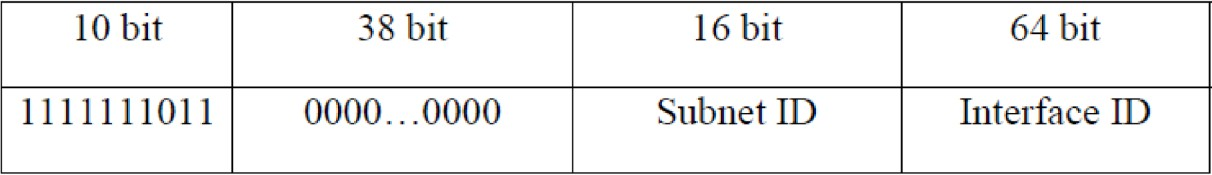 10 bit 38 bit 16 bit 64 bit
1111111011 0000…0000 Subnet ID Interface ID